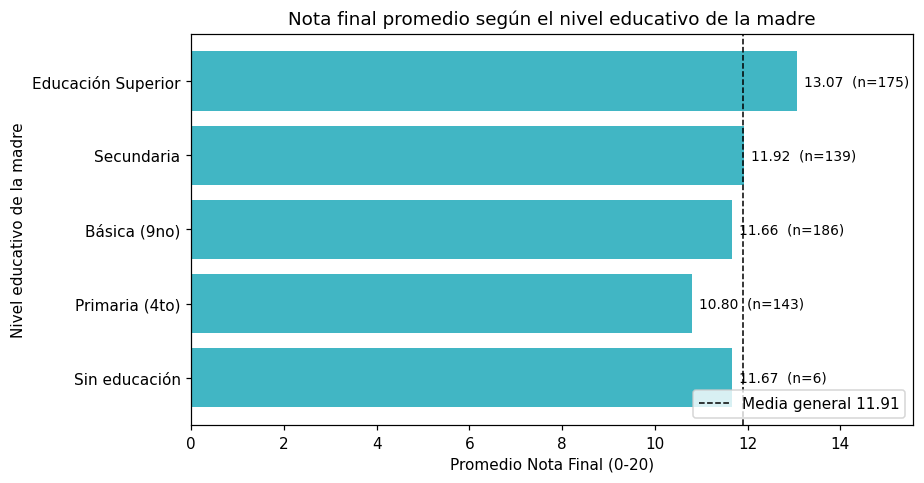 Nota final promedio según el nivel educativo de la madre
Nivel educativo de la madre
Educación Superior
13.07 (n=175)
Secundaria
11.92 (n=139)
Básica (9no)
11.66 (n=186)
Primaria (4to)
10.80 (n=143)
Sin educación
11.67 (n=6)
Media general 11.91
0 2 4 6 8 10 12 14
Promedio Nota Final (0-20)